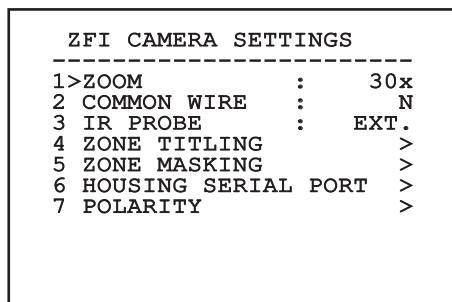 ZFI CAMERA SETTINGS
------------------------
1>ZOOM : 30x
2 COMMON WIRE : N
3 IR PROBE : EXT.
4 ZONE TITLING >
5 ZONE MASKING >
6 HOUSING SERIAL PORT >
7 POLARITY >